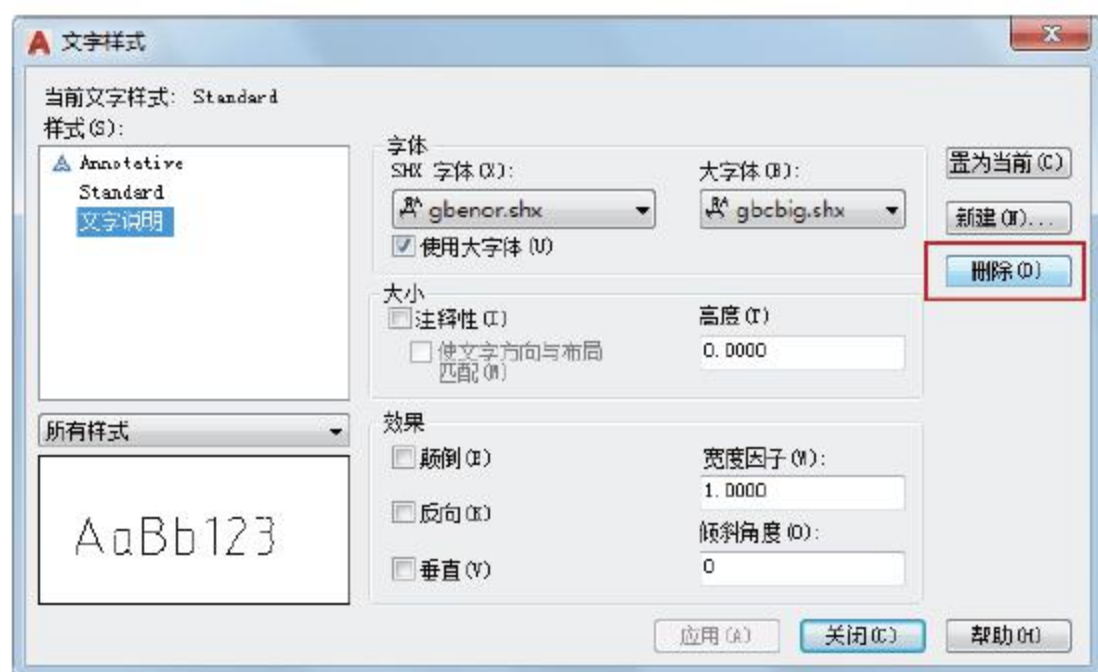 文字样式
当前文字样式: Standard
样式(S):
Annotative
Standard
文字说明
所有样式
AaBb123
字体
SHX 字体(X):
gbenor.shx
大字体(B):
gbcbig.shx
使用大字体(U)
大小
注释性(I)
使文字方向与布局
匹配(M)
高度(T)
0.0000
效果
颠倒(E)
反向(K)
垂直(V)
宽度因子(W):
1.0000
倾斜角度(O):
0
置为当前(C)
新建(N)...
删除(D)
应用(A)
关闭(C)
帮助(H)